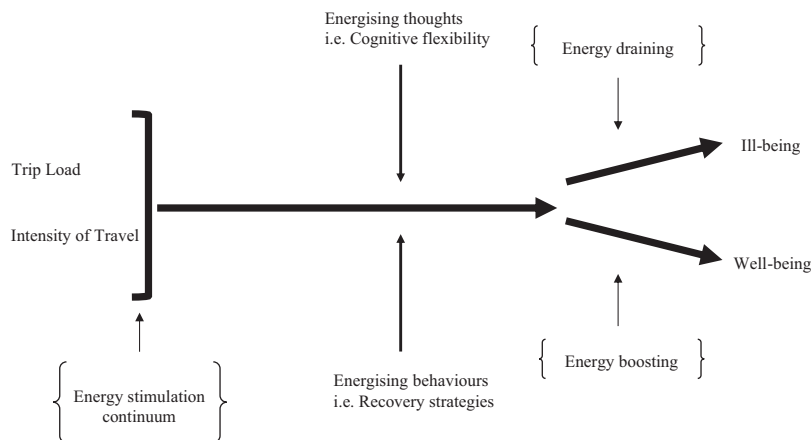 Energising thoughts
i.e. Cognitive flexibility
Energy draining
Trip Load
Ill-being
Intensity of Travel
Well-being
Energy stimulation
continuum
Energising behaviours
i.e. Recovery strategies
Energy boosting